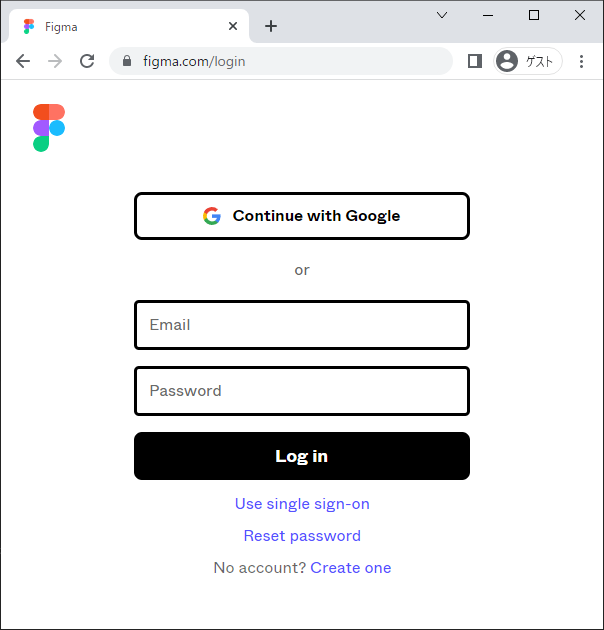 Figma
figma.com/login
ゲスト
Continue with Google
or
Email
Password
Log in
Use single sign-on
Reset password
No account? Create one